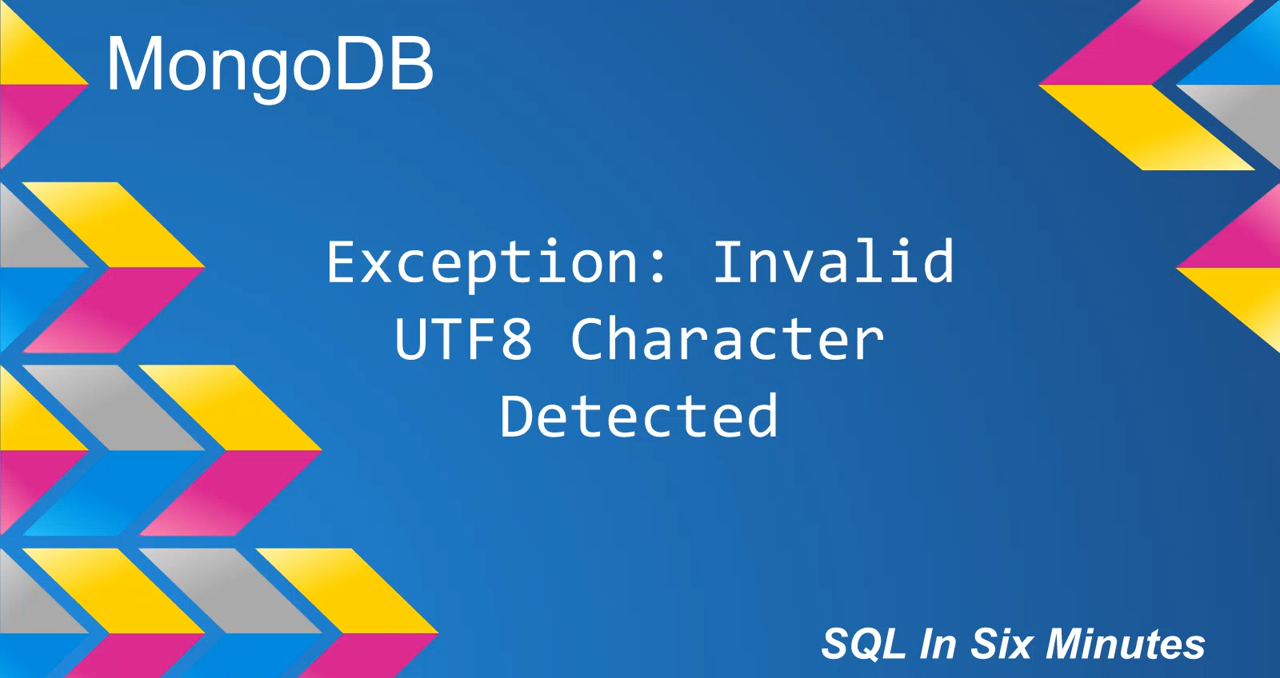 MongoDB
Exception: Invalid
UTF8 Character
Detected
SQL In Six Minutes